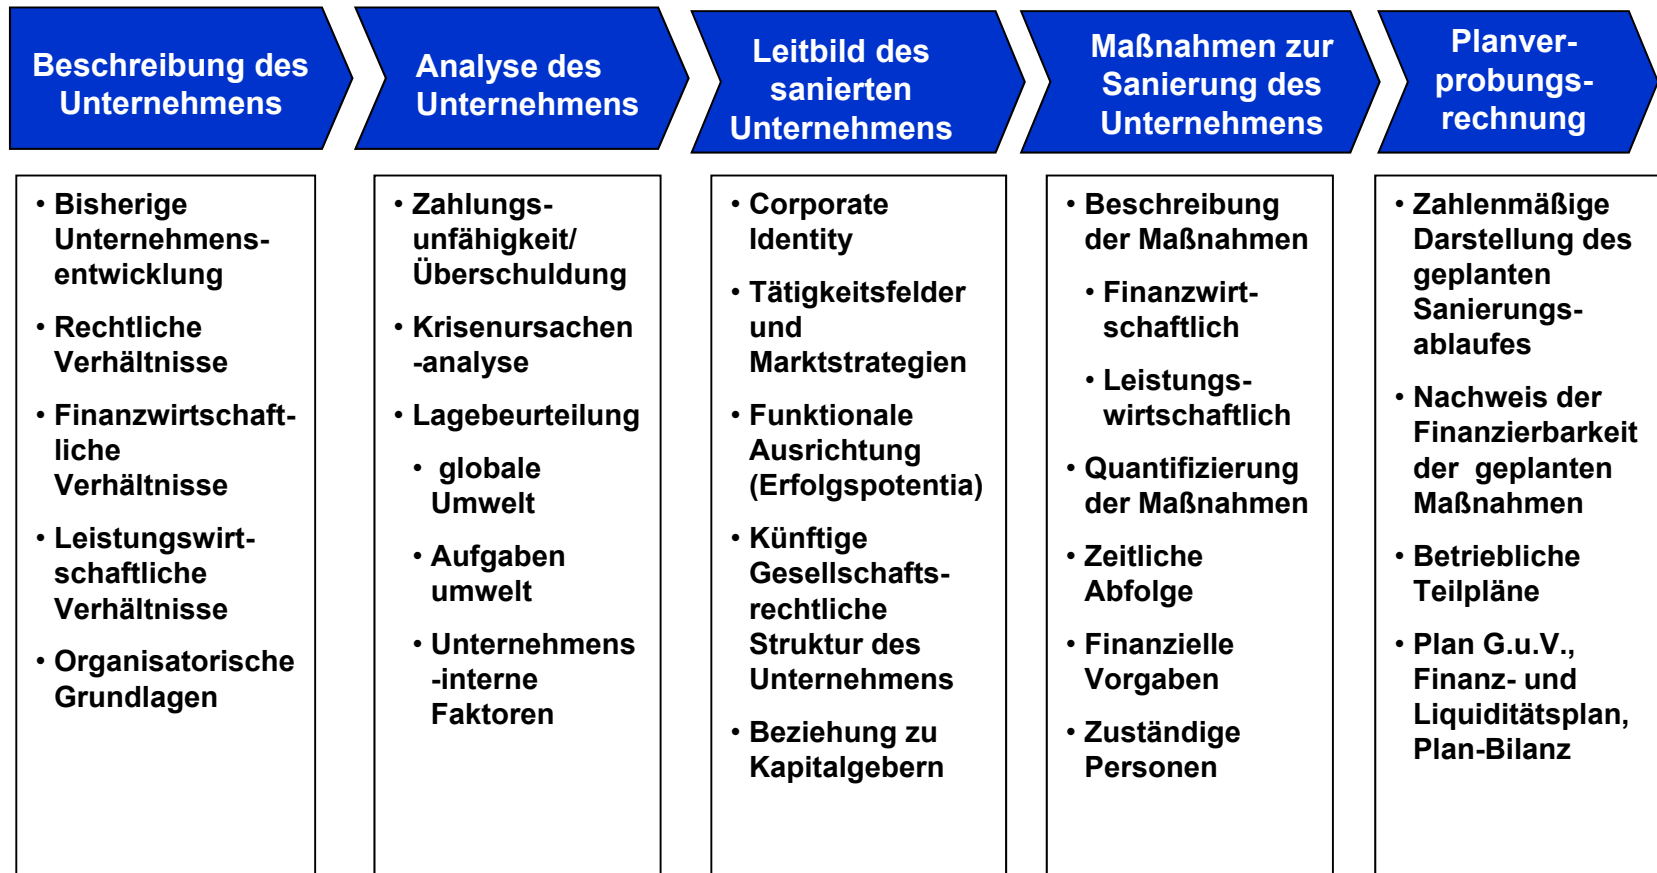 Beschreibung des
Unternehmens
Analyse des
Unternehmens
Leitbild des
sanierten
Unternehmens
Maßnahmen zur
Sanierung des
Unternehmens
Planver-
probungs-
rechnung
• Bisherige
Unternehmens-
entwicklung
• Rechtliche
Verhältnisse
• Finanzwirtschaft-
liche
Verhältnisse
• Leistungswirt-
schaftliche
Verhältnisse
• Organisatorische
Grundlagen
• Zahlungs-
unfähigkeit/
Überschuldung
• Krisenursachen
-analyse
• Lagebeurteilung
• globale
Umwelt
• Aufgaben
umwelt
• Unternehmens
-interne
Faktoren
• Corporate
Identity
• Tätigkeitsfelder
und
Marktstrategien
• Funktionale
Ausrichtung
(Erfolgspotentia)
• Künftige
Gesellschafts-
rechtliche
Struktur des
Unternehmens
• Beziehung zu
Kapitalgebern
• Beschreibung
der Maßnahmen
• Finanzwirt-
schaftlich
• Leistungs-
wirtschaftlich
• Quantifizierung
der Maßnahmen
• Zeitliche
Abfolge
• Finanzielle
Vorgaben
• Zuständige
Personen
• Zahlenmäßige
Darstellung des
geplanten
Sanierungs-
ablaufes
• Nachweis der
Finanzierbarkeit
der geplanten
Maßnahmen
• Betriebliche
Teilpläne
• Plan G.u.V.,
Finanz- und
Liquiditätsplan,
Plan-Bilanz